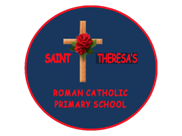 SAINT THERESA'S
ROMAN CATHOLIC
PRIMARY SCHOOL